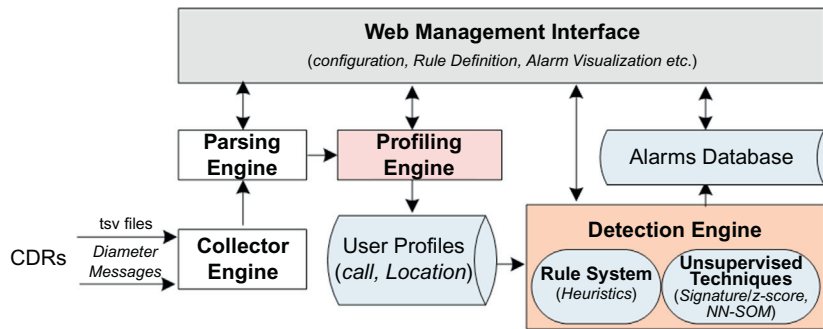 Web Management Interface
(configuration, Rule Definition, Alarm Visualization etc.)
Parsing
Engine
Profiling
Engine
Alarms Database
CDRs
tsv files
Diameter
Messages
Collector
Engine
User Profiles
(call, Location)
Detection Engine
Rule System
(Heuristics)
Unsupervised
Techniques
(Signature/z-score,
NN-SOM)